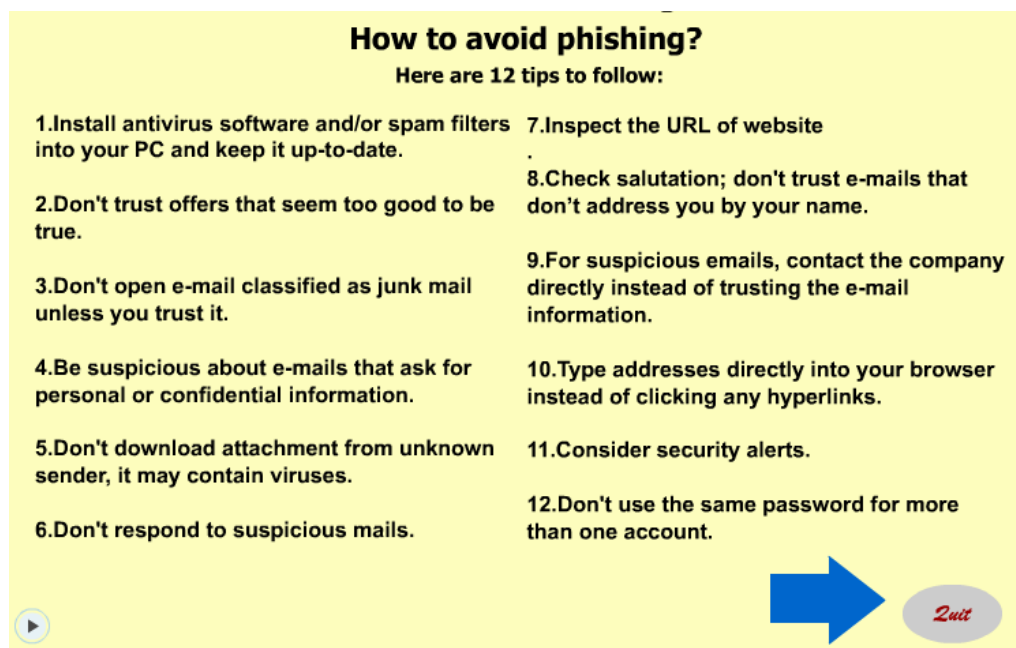 How to avoid phishing?
Here are 12 tips to follow:
1.Install antivirus software and/or spam filters
into your PC and keep it up-to-date.
2.Don't trust offers that seem too good to be
true.
3.Don't open e-mail classified as junk mail
unless you trust it.
4.Be suspicious about e-mails that ask for
personal or confidential information.
5.Don't download attachment from unknown
sender, it may contain viruses.
6.Don't respond to suspicious mails.
7.Inspect the URL of website
.
8.Check salutation; don't trust e-mails that
don’t address you by your name.
9.For suspicious emails, contact the company
directly instead of trusting the e-mail
information.
10.Type addresses directly into your browser
instead of clicking any hyperlinks.
11.Consider security alerts.
12.Don't use the same password for more
than one account.
Quit